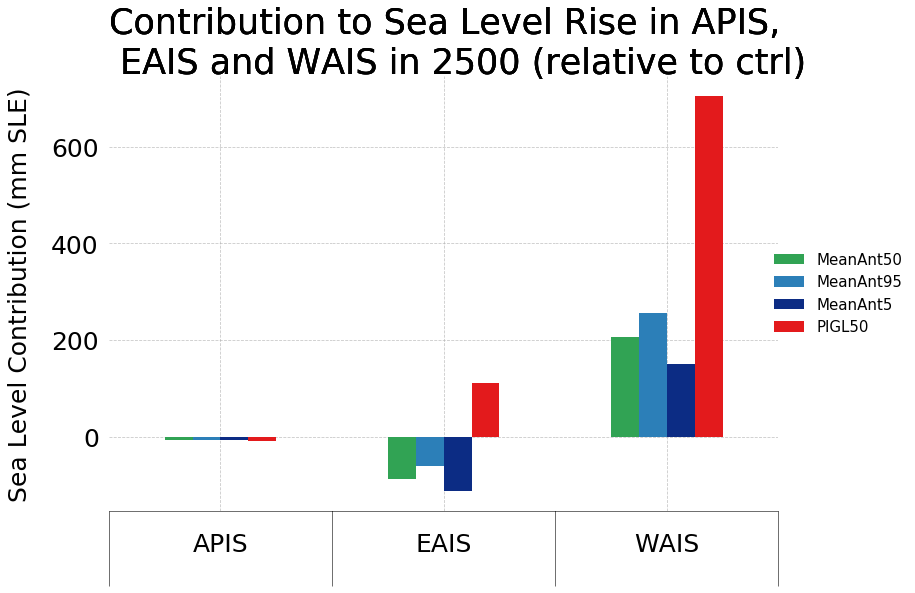 Contribution to Sea Level Rise in APIS,
EAIS and WAIS in 2500 (relative to ctrl)
Sea Level Contribution (mm SLE)
600
400
200
0
APIS
EAIS
WAIS
MeanAnt50
MeanAnt95
MeanAnt5
PIGL50